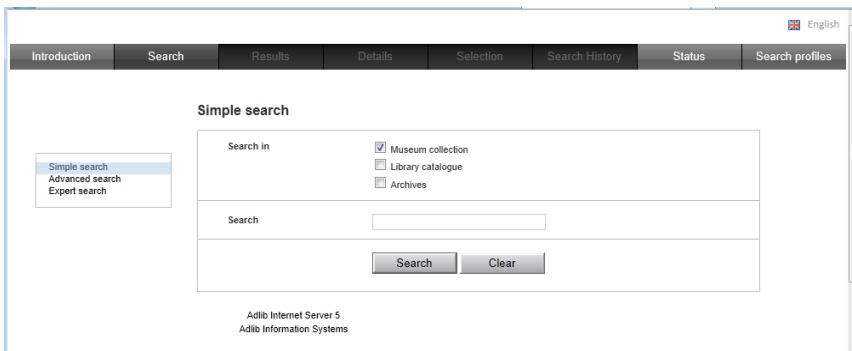 English
Introduction Search Results Details Selection Search History Status Search profiles
Simple search
Search in
Museum collection
Library catalogue
Archives
Simple search
Advanced search
Expert search
Search
Search Clear
Adlib Internet Server 5
Adlib Information Systems